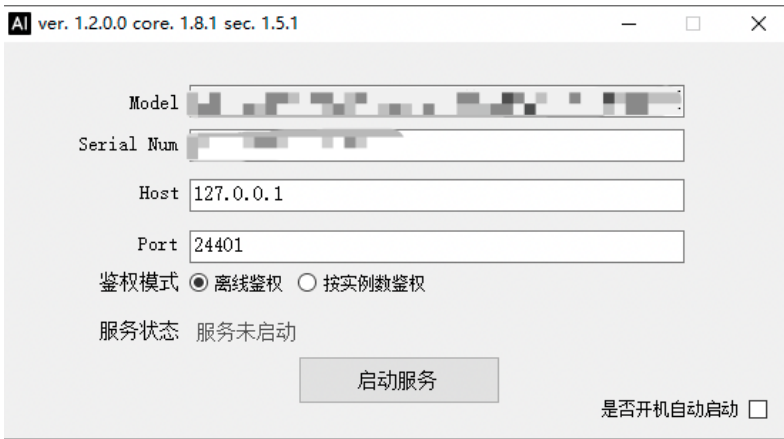 AI ver. 1.2.0.0 core. 1.8.1 sec. 1.5.1
Model
Serial Num
Host 127.0.0.1
Port 24401
鉴权模式 离线鉴权 按实例数鉴权
服务状态 服务未启动
启动服务
是否开机自动启动